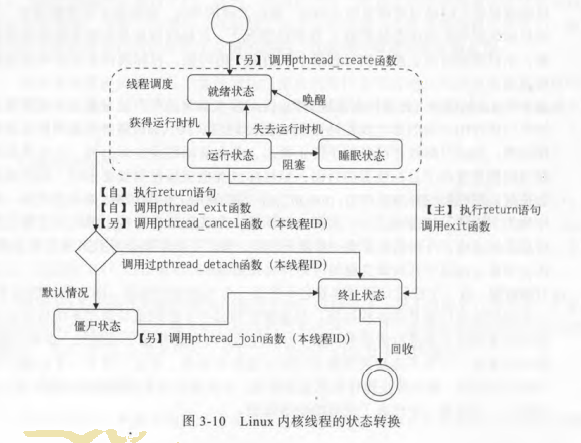 【另】调用pthread_create函数
线程调度
就绪状态
唤醒
获得运行时机
失去运行时机
运行状态
阻塞
睡眠状态
【自】执行return语句
【自】调用pthread_exit函数
【另】调用pthread_cancel函数（本线程ID）
【主】执行return语句
调用exit函数
调用过pthread_detach函数（本线程ID）
默认情况
终止状态
僵尸状态
【另】调用pthread_join函数（本线程ID）
回收
图 3-10 Linux 内核线程的状态转换